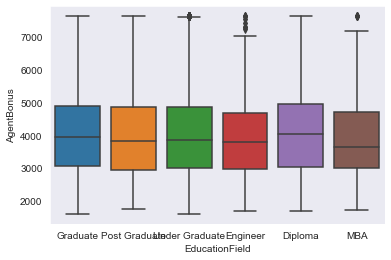 AgentBonus
7000
6000
5000
4000
3000
2000
Graduate Post Graduate Under Graduate Engineer Diploma MBA
EducationField